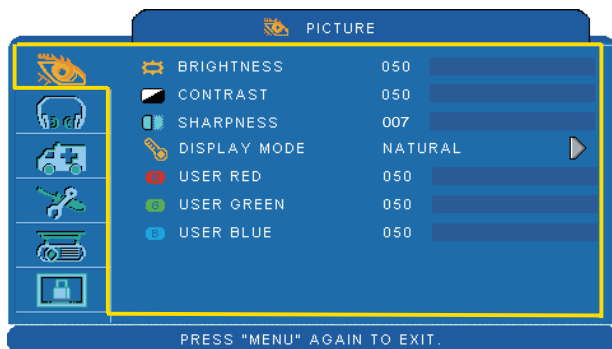 PICTURE
BRIGHTNESS 050
CONTRAST 050
SHARPNESS 007
DISPLAY MODE NATURAL
USER RED 050
G USER GREEN 050
B USER BLUE 050
PRESS "MENU" AGAIN TO EXIT.